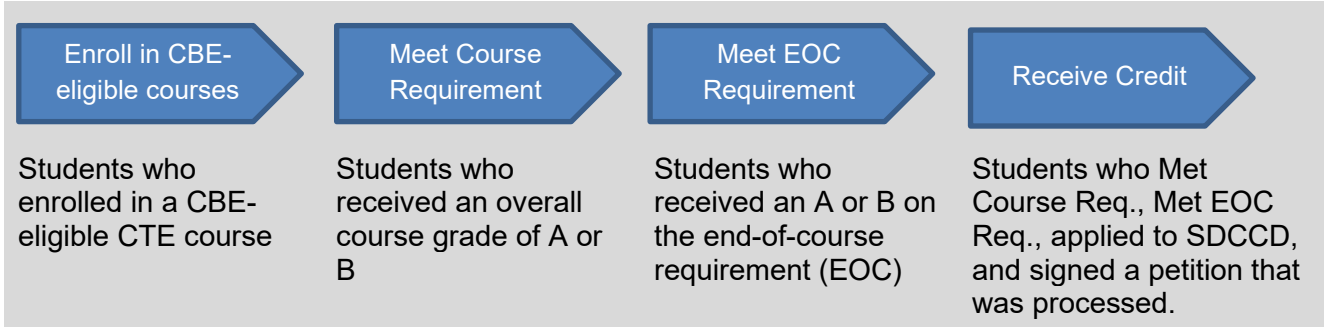 Enroll in CBE-
eligible courses
Meet Course
Requirement
Meet EOC
Requirement
Receive Credit
Students who
enrolled in a CBE-
eligible CTE course
Students who
received an overall
course grade of A or
B
Students who
received an A or B on
the end-of-course
requirement (EOC)
Students who Met
Course Req., Met EOC
Req., applied to SDCCD,
and signed a petition that
was processed.